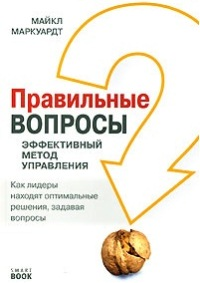 МАЙКЛ
МАРКУАРДТ
Правильные
ВОПРОСЫ
ЭФФЕКТИВНЫЙ
МЕТОД
УПРАВЛЕНИЯ
Как лидеры
находят оптимальные
решения, задавая
вопросы
SMART
BOOK